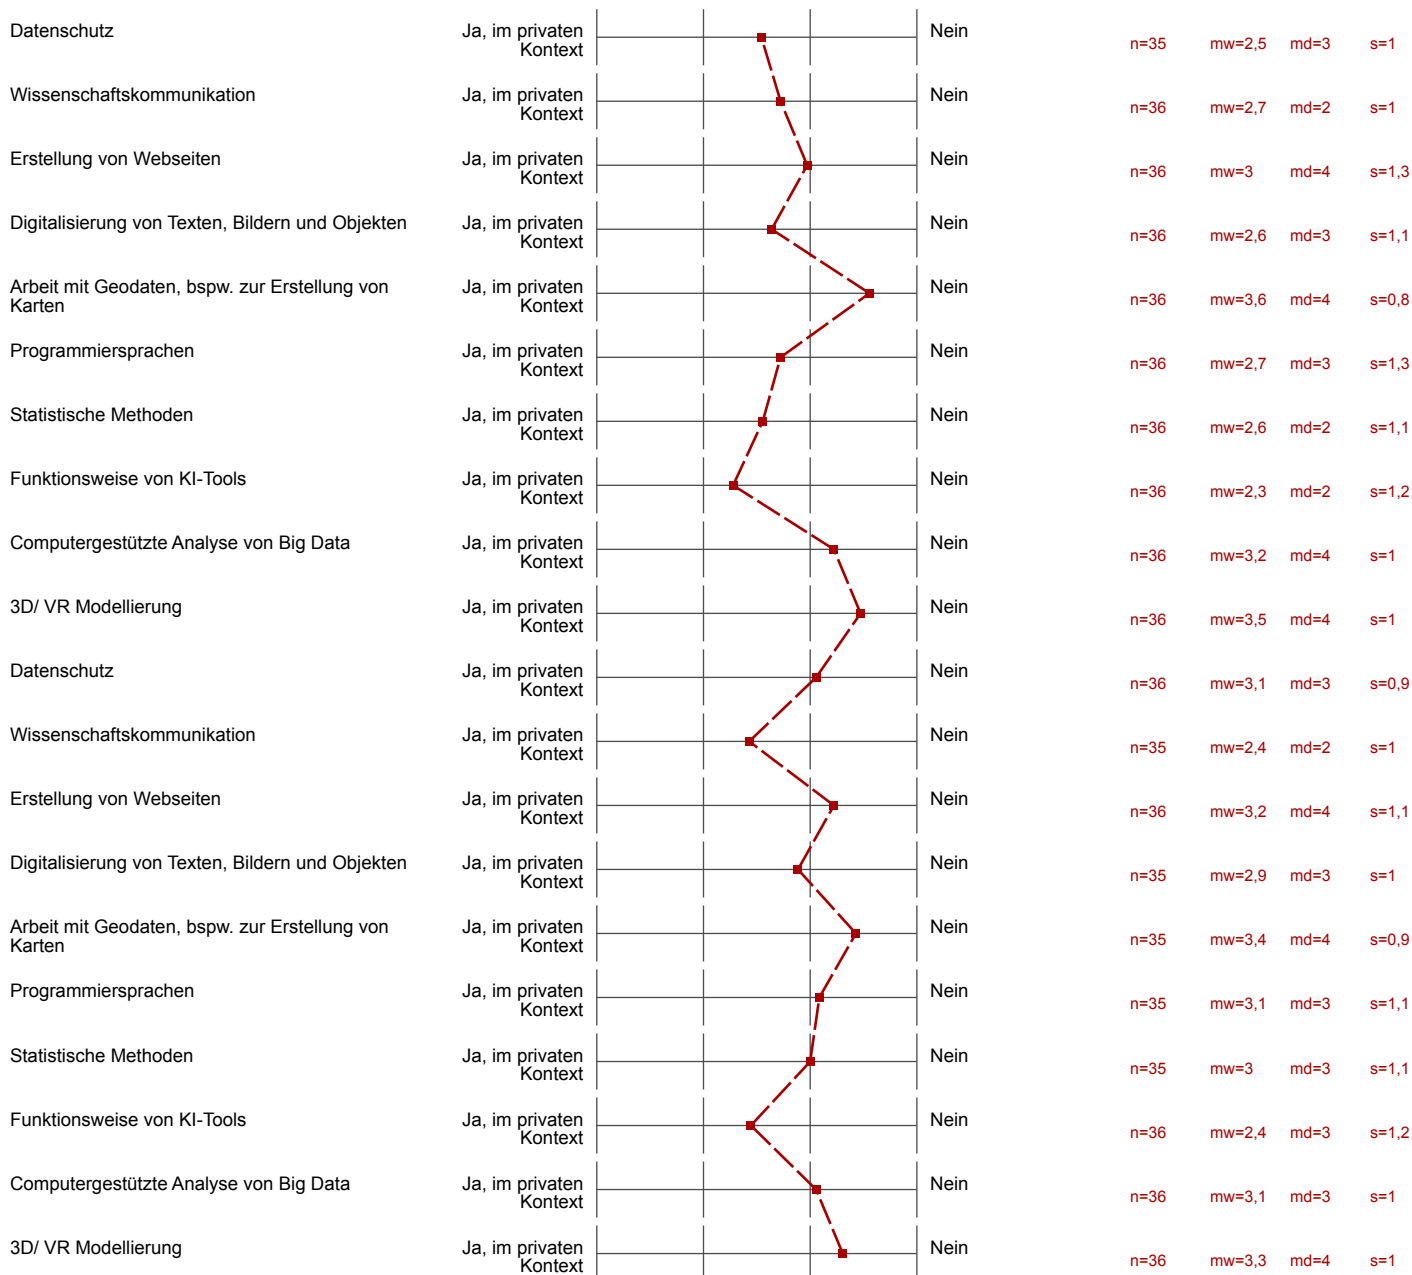 Datenschutz Ja, im privaten Nein
Kontext n=35 mw=2,5 md=3 s=1
Wissenschaftskommunikation Ja, im privaten Nein
Kontext n=36 mw=2,7 md=2 s=1
Erstellung von Webseiten Ja, im privaten Nein
Kontext n=36 mw=3 md=4 s=1,3
Digitalisierung von Texten, Bildern und Objekten Ja, im privaten Nein
Kontext n=36 mw=2,6 md=3 s=1,1
Arbeit mit Geodaten, bspw. zur Erstellung von Ja, im privaten Nein
Karten Kontext n=36 mw=3,6 md=4 s=0,8
Programmiersprachen Ja, im privaten Nein
Kontext n=36 mw=2,7 md=3 s=1,3
Statistische Methoden Ja, im privaten Nein
Kontext n=36 mw=2,6 md=2 s=1,1
Funktionsweise von KI-Tools Ja, im privaten Nein
Kontext n=36 mw=2,3 md=2 s=1,2
Computergestützte Analyse von Big Data Ja, im privaten Nein
Kontext n=36 mw=3,2 md=4 s=1
3D/ VR Modellierung Ja, im privaten Nein
Kontext n=36 mw=3,5 md=4 s=1
Datenschutz Ja, im privaten Nein
Kontext n=36 mw=3,1 md=3 s=0,9
Wissenschaftskommunikation Ja, im privaten Nein
Kontext n=35 mw=2,4 md=2 s=1
Erstellung von Webseiten Ja, im privaten Nein
Kontext n=36 mw=3,2 md=4 s=1,1
Digitalisierung von Texten, Bildern und Objekten Ja, im privaten Nein
Kontext n=35 mw=2,9 md=3 s=1
Arbeit mit Geodaten, bspw. zur Erstellung von Ja, im privaten Nein
Karten Kontext n=35 mw=3,4 md=4 s=0,9
Programmiersprachen Ja, im privaten Nein
Kontext n=35 mw=3,1 md=3 s=1,1
Statistische Methoden Ja, im privaten Nein
Kontext n=35 mw=3 md=3 s=1,1
Funktionsweise von KI-Tools Ja, im privaten Nein
Kontext n=36 mw=2,4 md=3 s=1,2
Computergestützte Analyse von Big Data Ja, im privaten Nein
Kontext n=36 mw=3,1 md=3 s=1
3D/ VR Modellierung Ja, im privaten Nein
Kontext n=36 mw=3,3 md=4 s=1